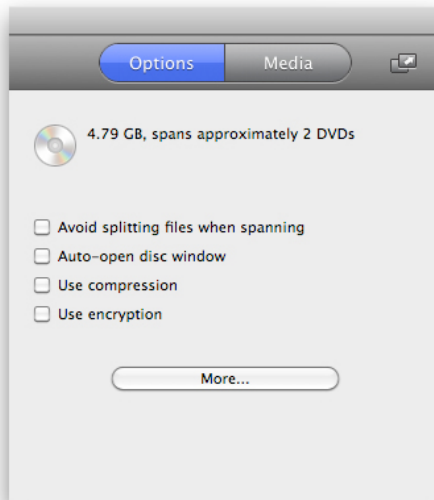 Options Media
4.79 GB, spans approximately 2 DVDs
Avoid splitting files when spanning
Auto-open disc window
Use compression
Use encryption
More...